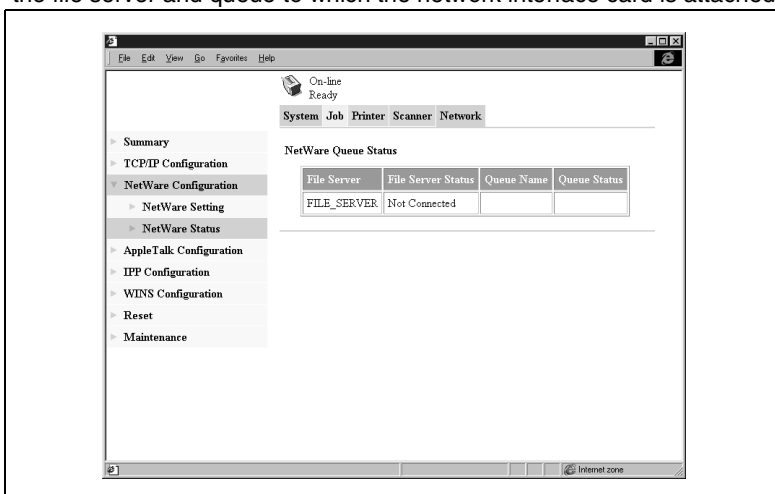 the file server and queue to which the network interface card is attached
File Edit View Go Favorites Help
On-line
Ready
System Job Printer Scanner Network
Summary
TCP/IP Configuration
NetWare Configuration
NetWare Setting
NetWare Status
AppleTalk Configuration
IPP Configuration
WINS Configuration
Reset
Maintenance
NetWare Queue Status
File Server File Server Status Queue Name Queue Status
FILE_SERVER Not Connected
Internet zone